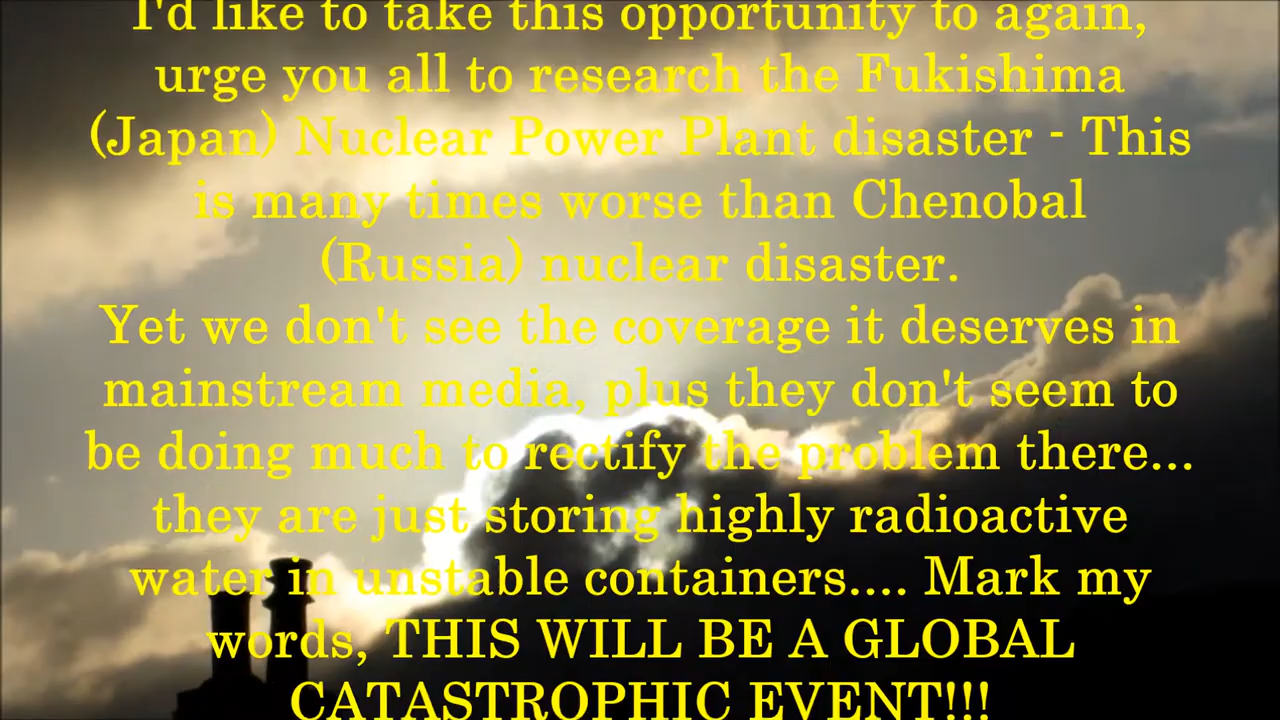 I'd like to take this opportunity to again,
urge you all to research the Fukishima
(Japan) Nuclear Power Plant disaster - This
is many times worse than Chenobal
(Russia) nuclear disaster.
Yet we don't see the coverage it deserves in
mainstream media, plus they don't seem to
be doing much to rectify the problem there...
they are just storing highly radioactive
water in unstable containers.... Mark my
words, THIS WILL BE A GLOBAL
CATASTROPHIC EVENT!!!